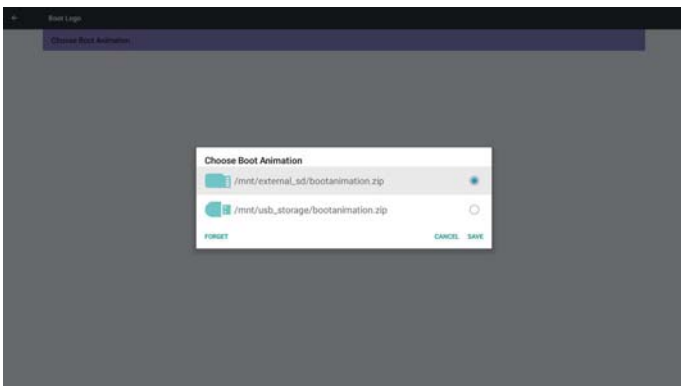 Boot Logo
Choose Boot Animation
Choose Boot Animation
/mnt/external_sd/bootanimation.zip
/mnt/usb_storage/bootanimation.zip
FORGET CANCEL SAVE